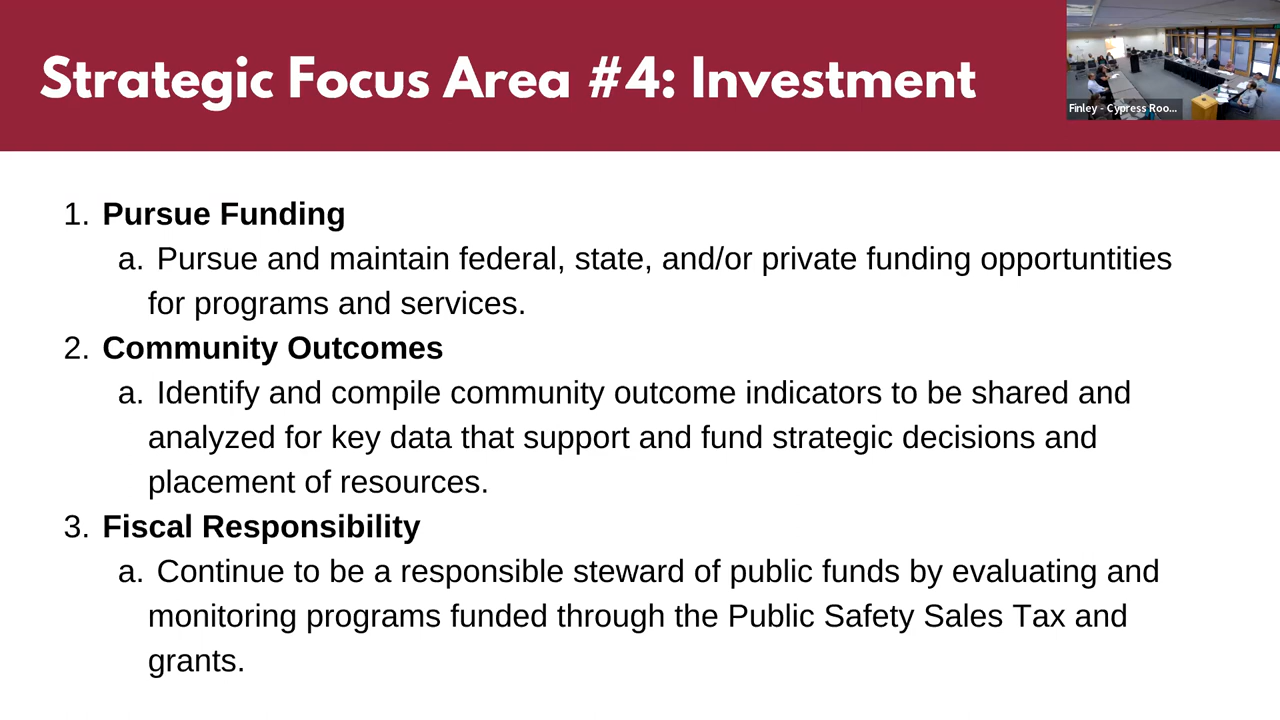 Strategic Focus Area #4: Investment
Finley - Cypress Roo...
1. Pursue Funding
a. Pursue and maintain federal, state, and/or private funding opportuntities
for programs and services.
2. Community Outcomes
a. Identify and compile community outcome indicators to be shared and
analyzed for key data that support and fund strategic decisions and
placement of resources.
3. Fiscal Responsibility
a. Continue to be a responsible steward of public funds by evaluating and
monitoring programs funded through the Public Safety Sales Tax and
grants.